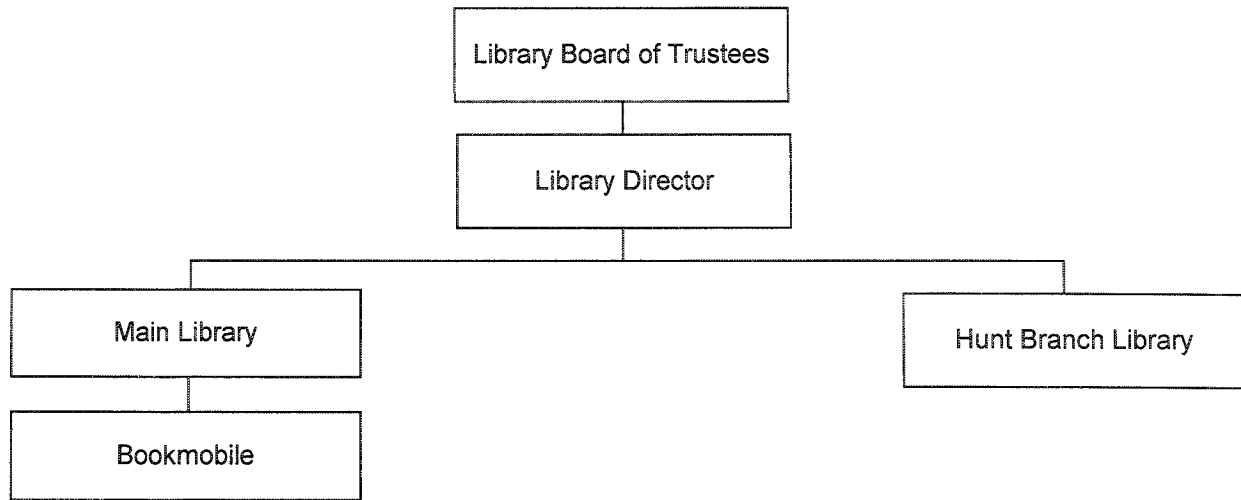 Library Board of Trustees
Library Director
Main Library
Hunt Branch Library
Bookmobile